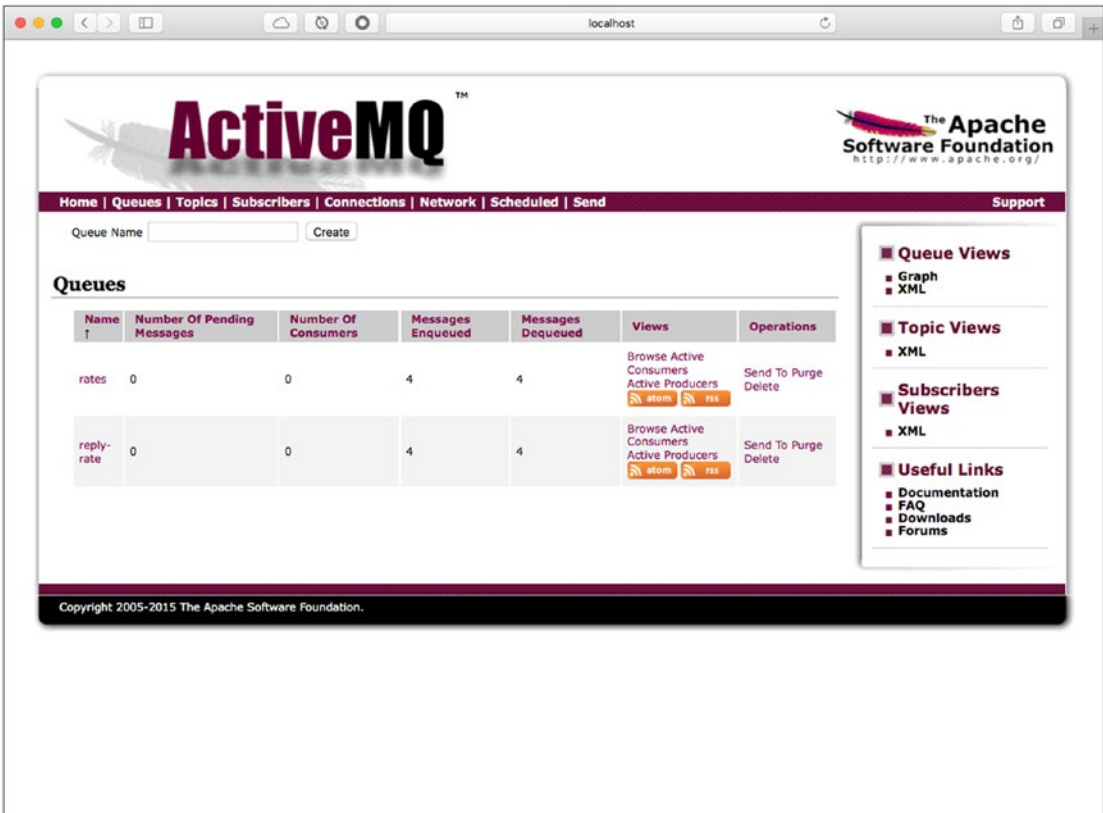 localhost
ActiveMQ ™
The Apache
Software Foundation
http://www.apache.org/
Home | Queues | Topics | Subscribers | Connections | Network | Scheduled | Send
Support
Queue Name
Create
Queues
Name ↑ Number Of Pending Messages Number Of Consumers Messages Enqueued Messages Dequeued Views Operations
rates 0 0 4 4
Browse Active
Consumers
Active Producers
atom rss
Send To Purge
Delete
reply-
rate 0 0 4 4
Browse Active
Consumers
Active Producers
atom rss
Send To Purge
Delete
Queue Views
Graph
XML
Topic Views
XML
Subscribers
Views
XML
Useful Links
Documentation
FAQ
Downloads
Forums
Copyright 2005-2015 The Apache Software Foundation.